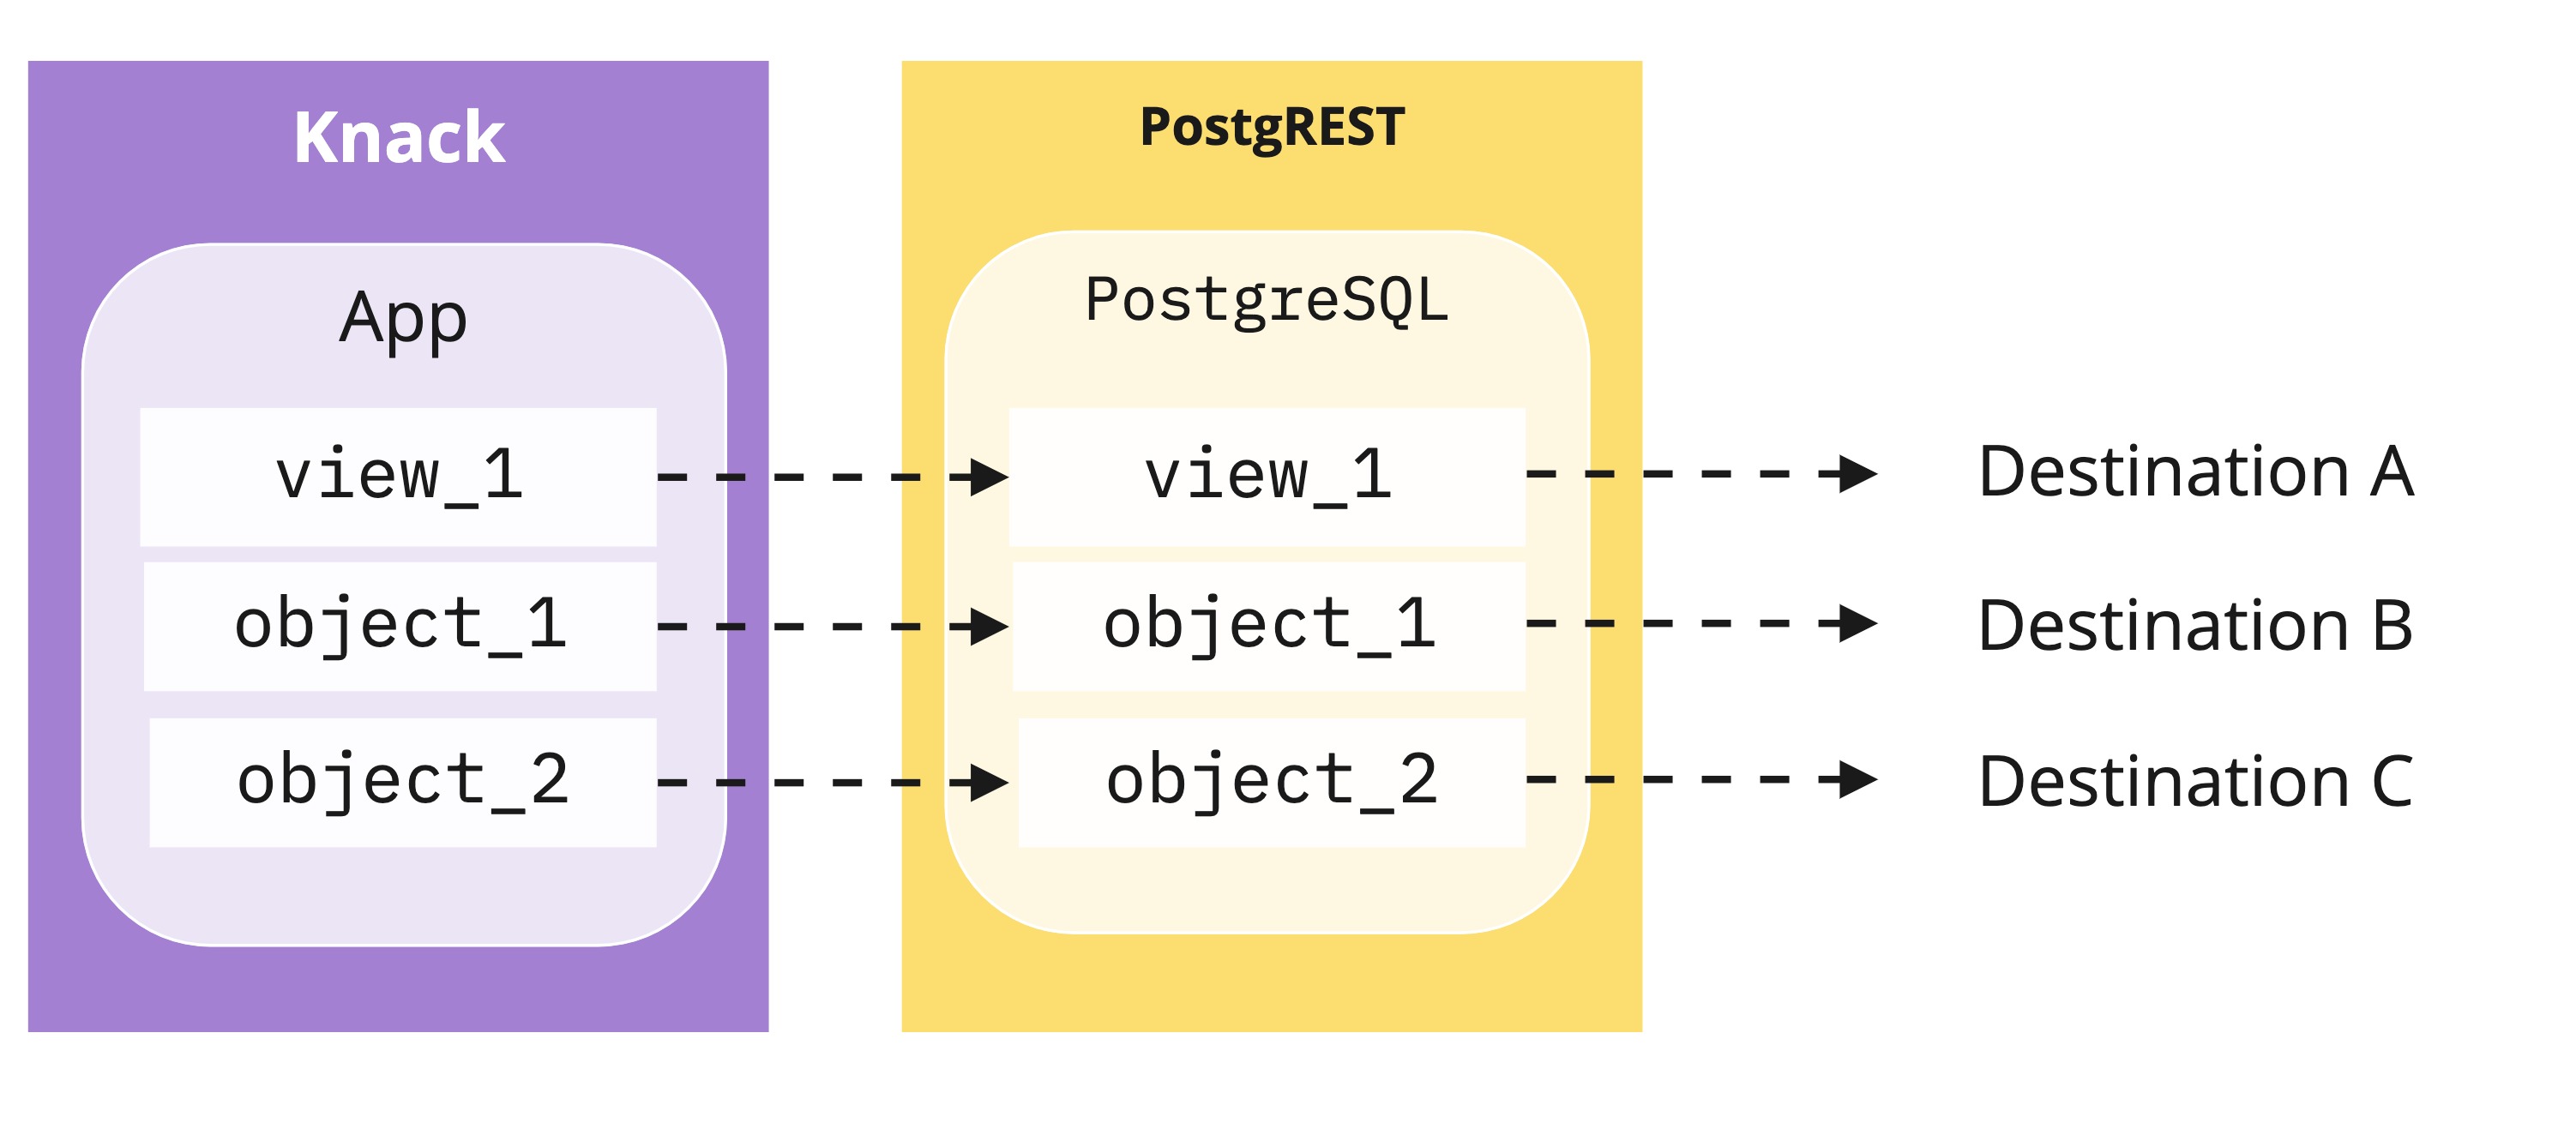 Knack
App
view_1
object_1
object_2
PostgREST
PostgreSQL
view_1
object_1
object_2
Destination A
Destination B
Destination C